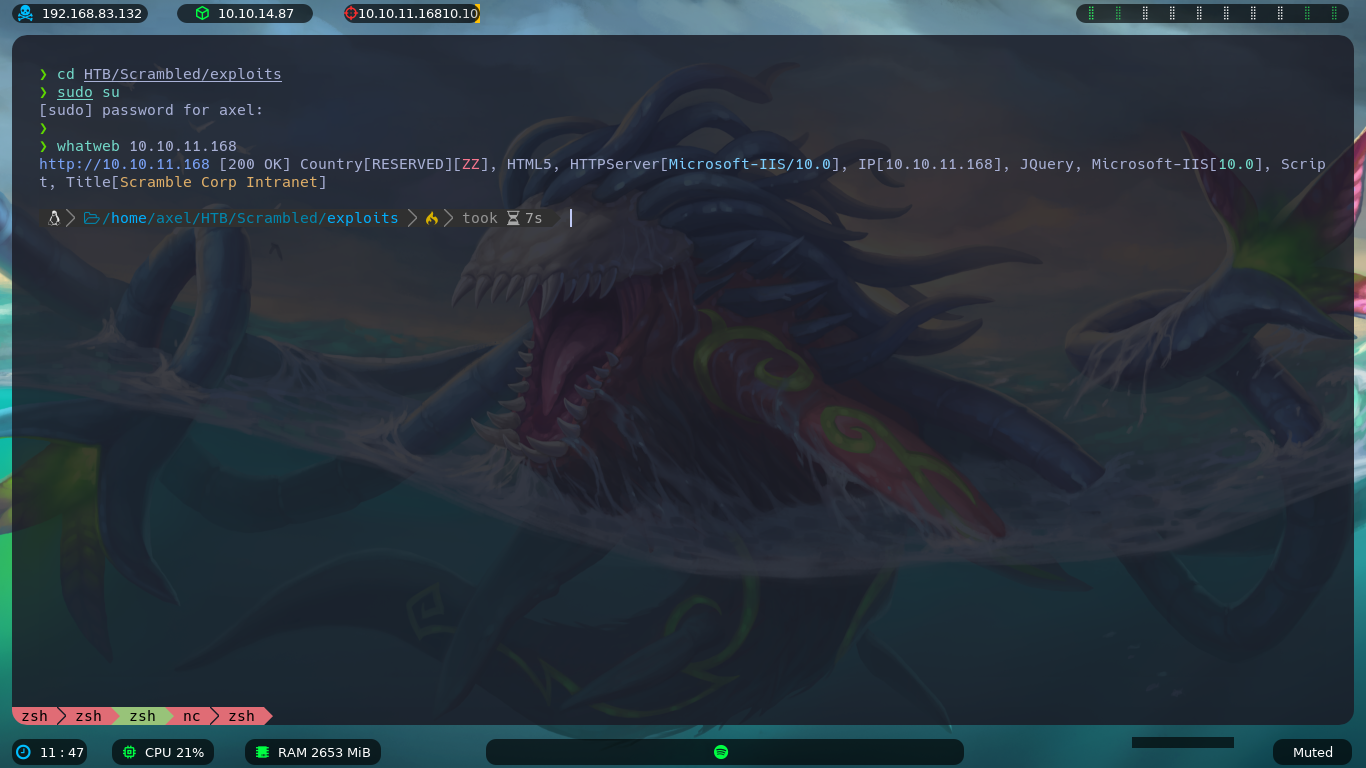 192.168.83.132 10.10.14.87 10.10.11.16810.10
❯ cd HTB/Scrambled/exploits
❯ sudo su
[sudo] password for axel:
❯
❯ whatweb 10.10.11.168
http://10.10.11.168 [200 OK] Country[RESERVED][ZZ], HTML5, HTTPServer[Microsoft-IIS/10.0], IP[10.10.11.168], JQuery, Microsoft-IIS[10.0], Scrip
t, Title[Scramble Corp Intranet]
/home/axel/HTB/Scrambled/exploits took 7s
zsh zsh zsh nc zsh
11 : 47 CPU 21% RAM 2653 MiB Muted